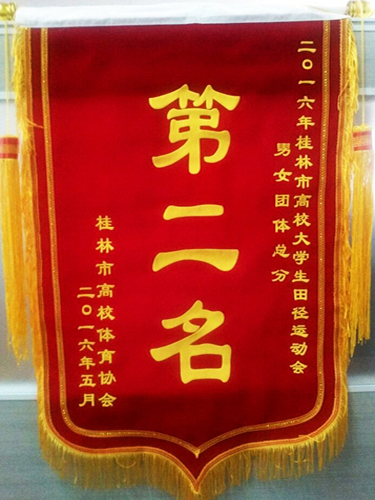 二〇一六年桂林市高校大学生田径运动会
男女团体总分
第二名
桂林市高校体育协会
二〇一六年五月